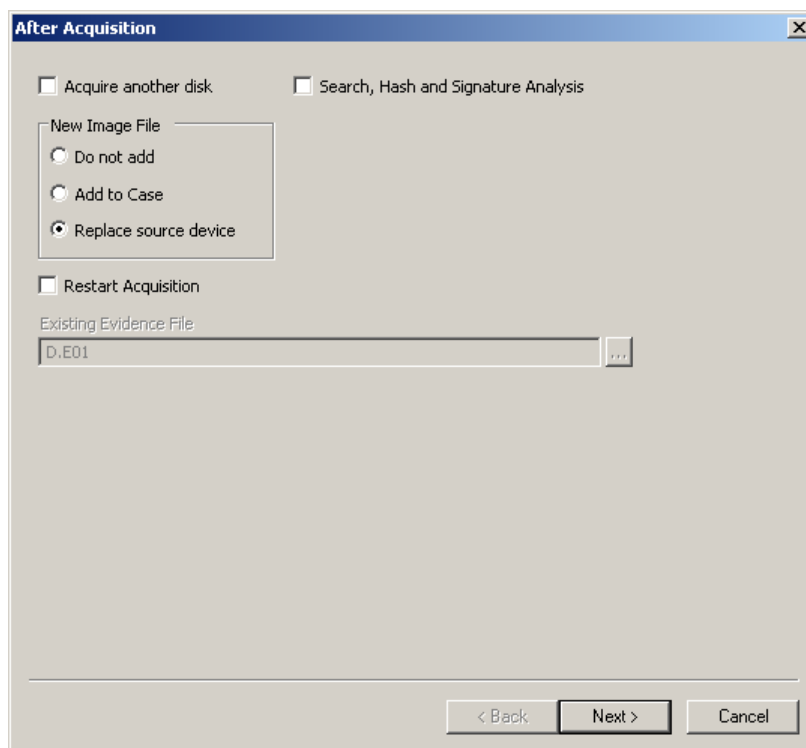 After Acquisition
Acquire another disk
Search, Hash and Signature Analysis
New Image File
Do not add
Add to Case
Replace source device
Restart Acquisition
Existing Evidence File
D.E01
...
< Back
Next >
Cancel